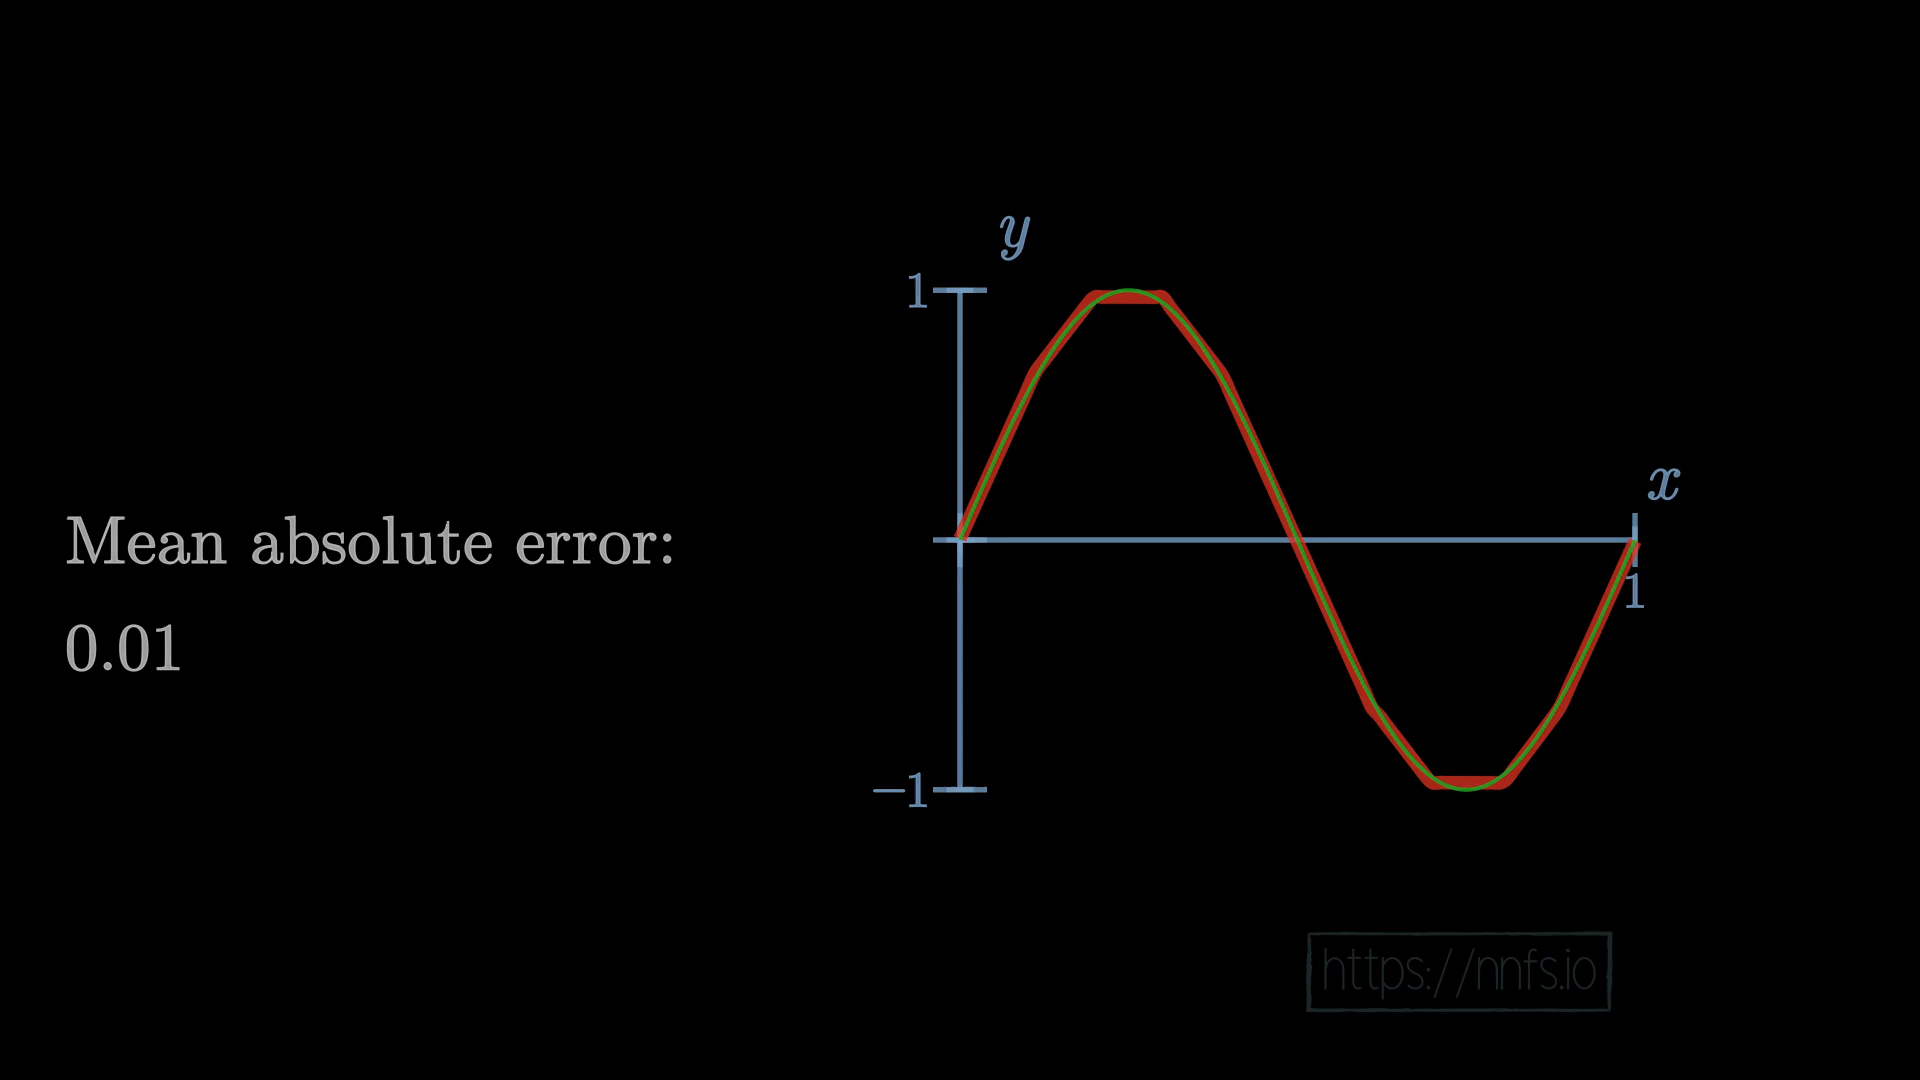 y
1
x
1
Mean absolute error:
0.01
−1
https://nnfs.io